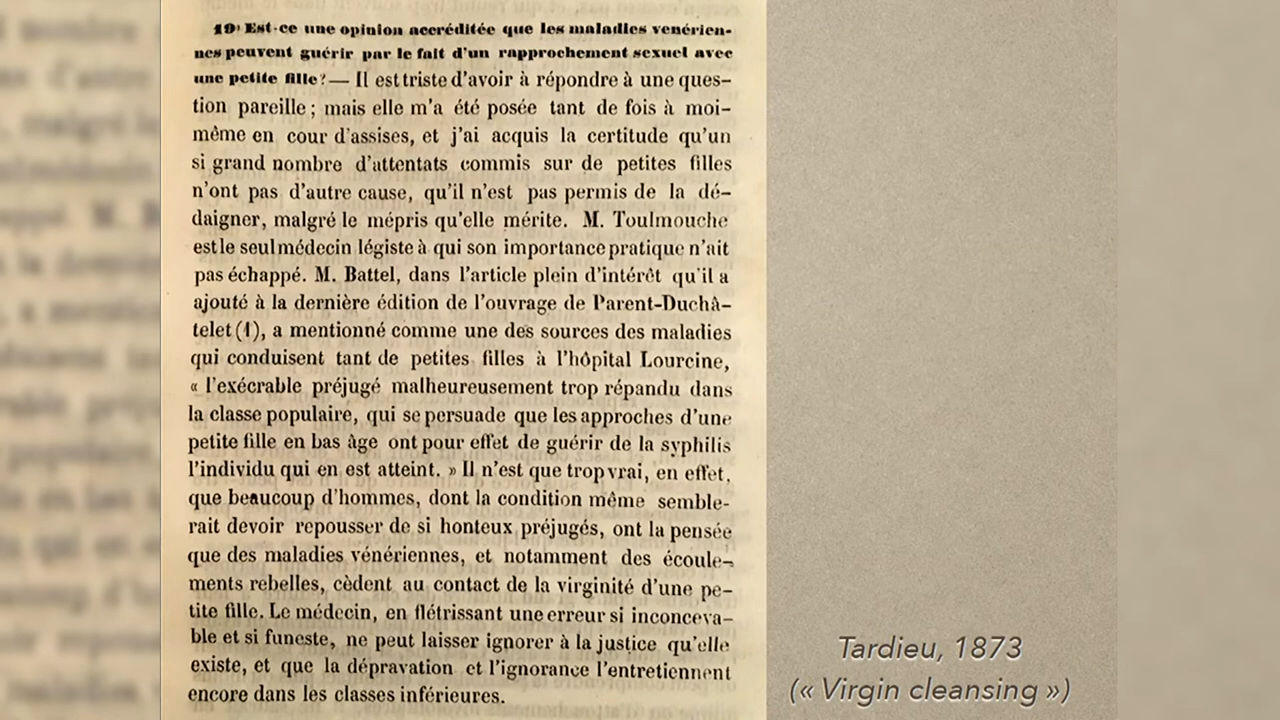 19° Est-ce une opinion accréditée que les maladies vénérien-
nes peuvent guérir par le fait d'un rapprochement sexuel avec
une petite fille? — Il est triste d'avoir à répondre à une ques-
tion pareille ; mais elle m'a été posée tant de fois à moi-
même en cour d'assises, et j'ai acquis la certitude qu'un
si grand nombre d'attentats commis sur de petites filles
n'ont pas d'autre cause, qu'il n'est pas permis de la dé-
daigner, malgré le mépris qu'elle mérite. M. Toulmouche
est le seul médecin légiste à qui son importance pratique n'ait
pas échappé. M. Battel, dans l'article plein d'intérêt qu'il a
ajouté à la dernière édition de l'ouvrage de Parent-Duchâ-
telet (1), a mentionné comme une des sources des maladies
qui conduisent tant de petites filles à l'hôpital Lourcine,
« l'exécrable préjugé malheureusement trop répandu dans
la classe populaire, qui se persuade que les approches d'une
petite fille en bas âge ont pour effet de guérir de la syphilis
l'individu qui en est atteint. » Il n'est que trop vrai, en effet,
que beaucoup d'hommes, dont la condition même semble-
rait devoir repousser de si honteux préjugés, ont la pensée
que des maladies vénériennes, et notamment des écoule-
ments rebelles, cèdent au contact de la virginité d'une pe-
tite fille. Le médecin, en flétrissant une erreur si inconceva-
ble et si funeste, ne peut laisser ignorer à la justice qu'elle
existe, et que la dépravation et l'ignorance l'entretiennent
encore dans les classes inférieures.
Tardieu, 1873
(« Virgin cleansing »)